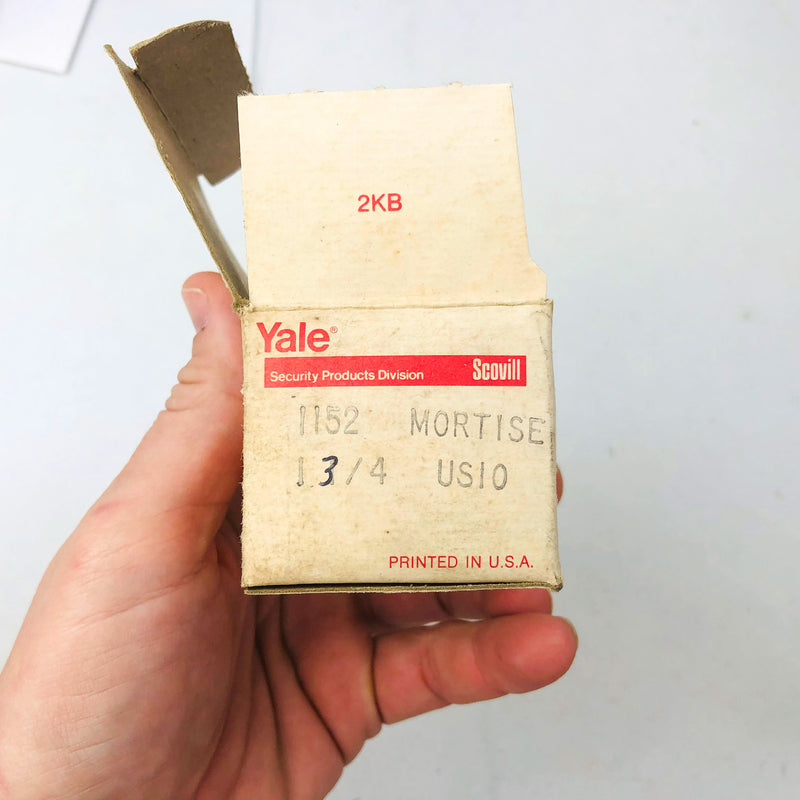 2KB
Yale®
Security Products Division Scovill
1152 MORTISE
1 3/4 US10
PRINTED IN U.S.A.